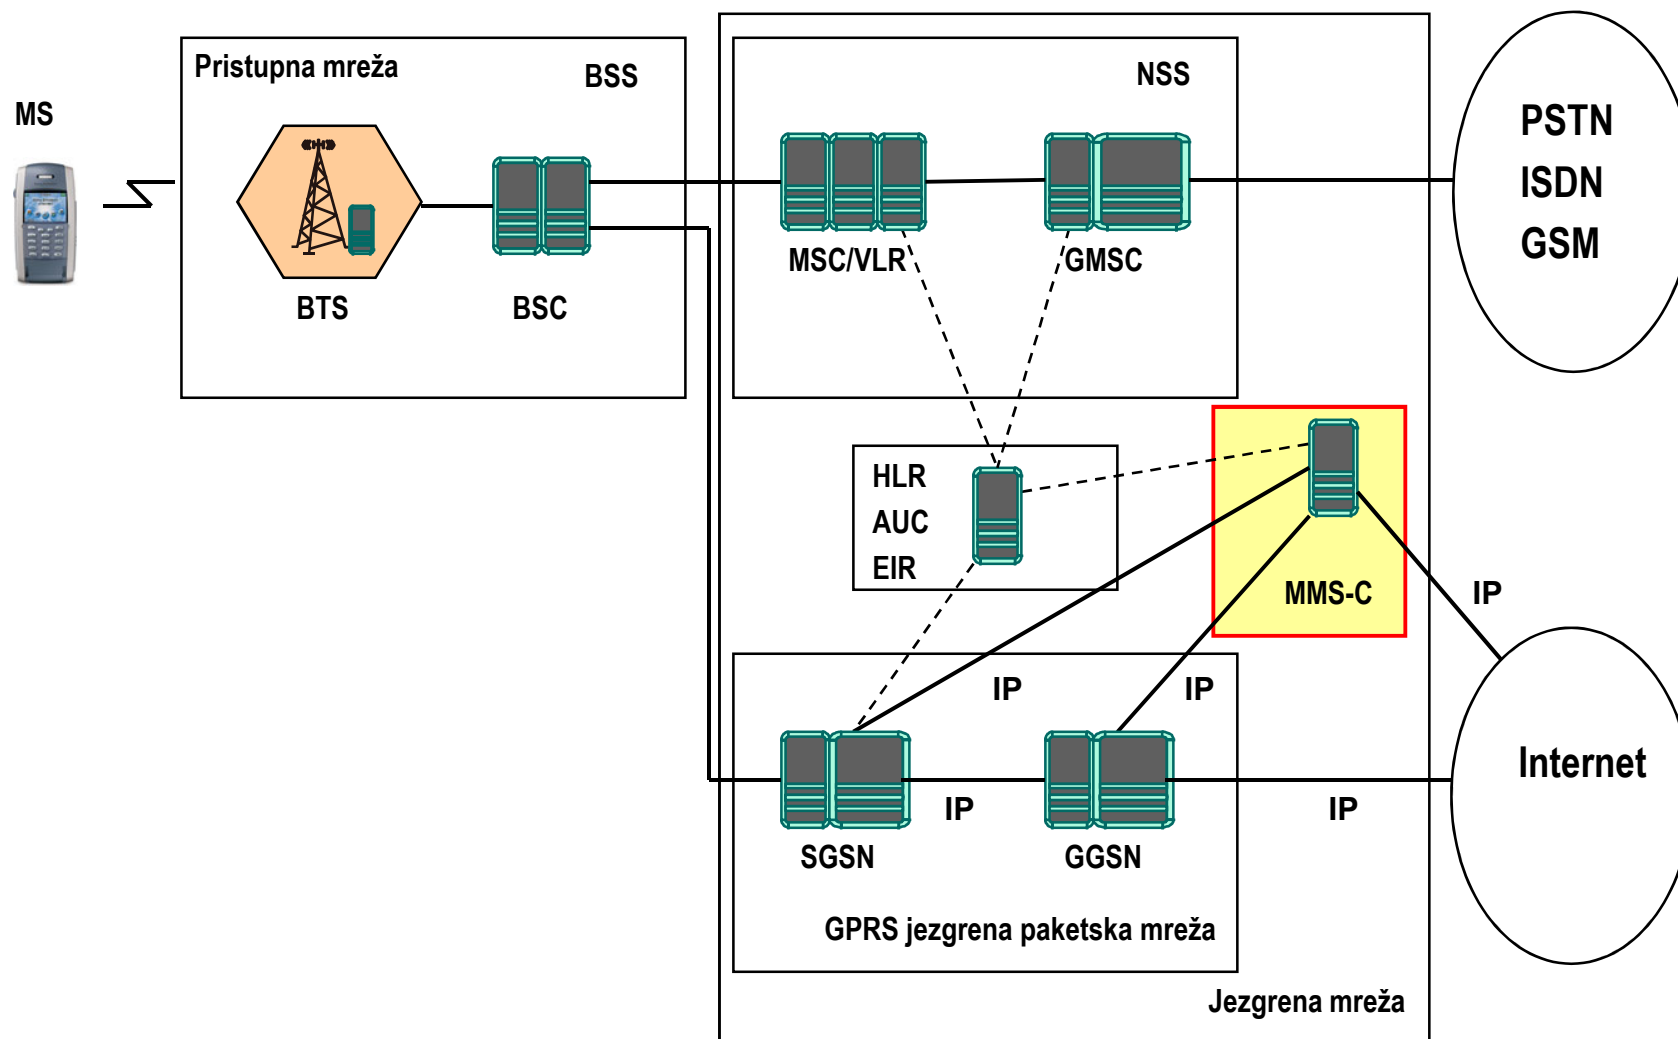 Pristupna mreža
BSS
NSS
MS
PSTN
ISDN
GSM
MSC/VLR
GMSC
BTS
BSC
HLR
AUC
EIR
MMS-C
IP
IP
IP
Internet
IP
IP
SGSN
GGSN
GPRS jezgrena paketska mreža
Jezgrena mreža